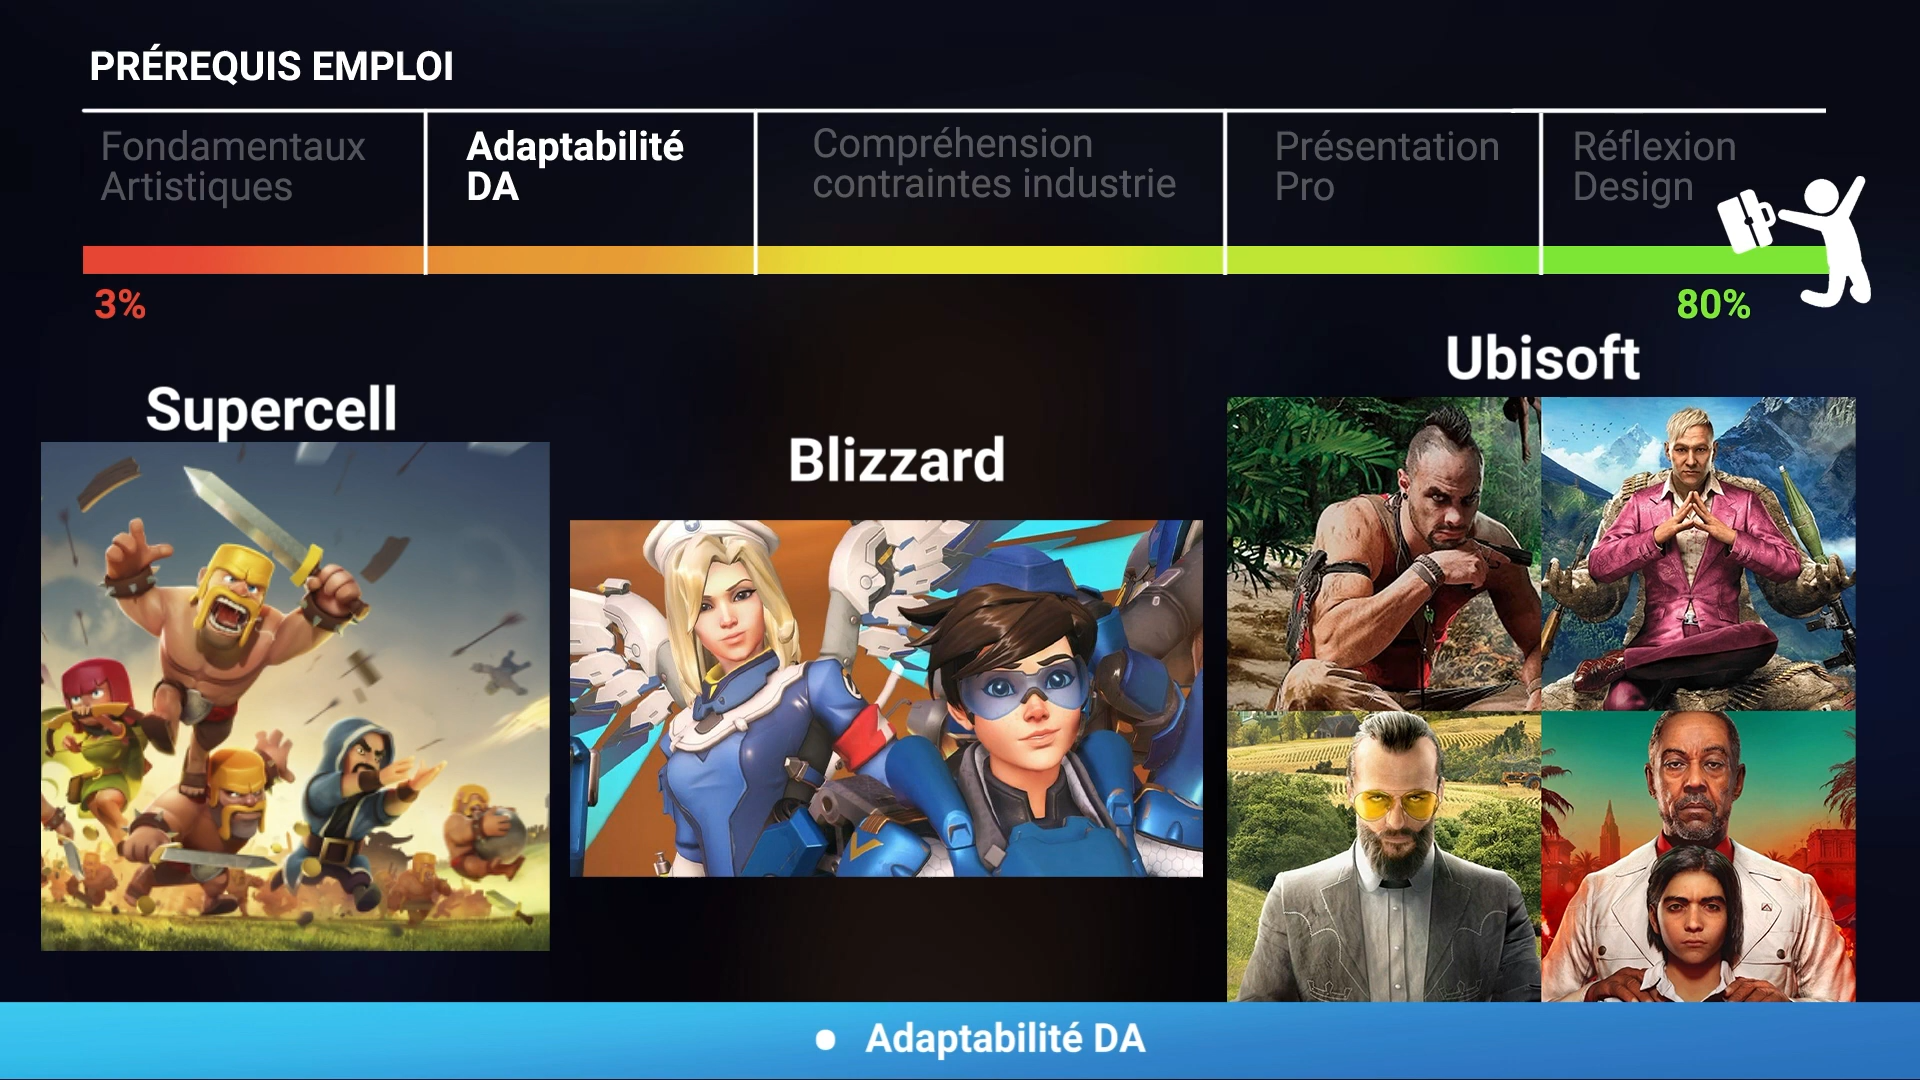 PRÉREQUIS EMPLOI
Fondamentaux
Artistiques
Adaptabilité
DA
Compréhension
contraintes industrie
Présentation
Pro
Réflexion
Design
3%
80%
Supercell
Blizzard
Ubisoft
• Adaptabilité DA